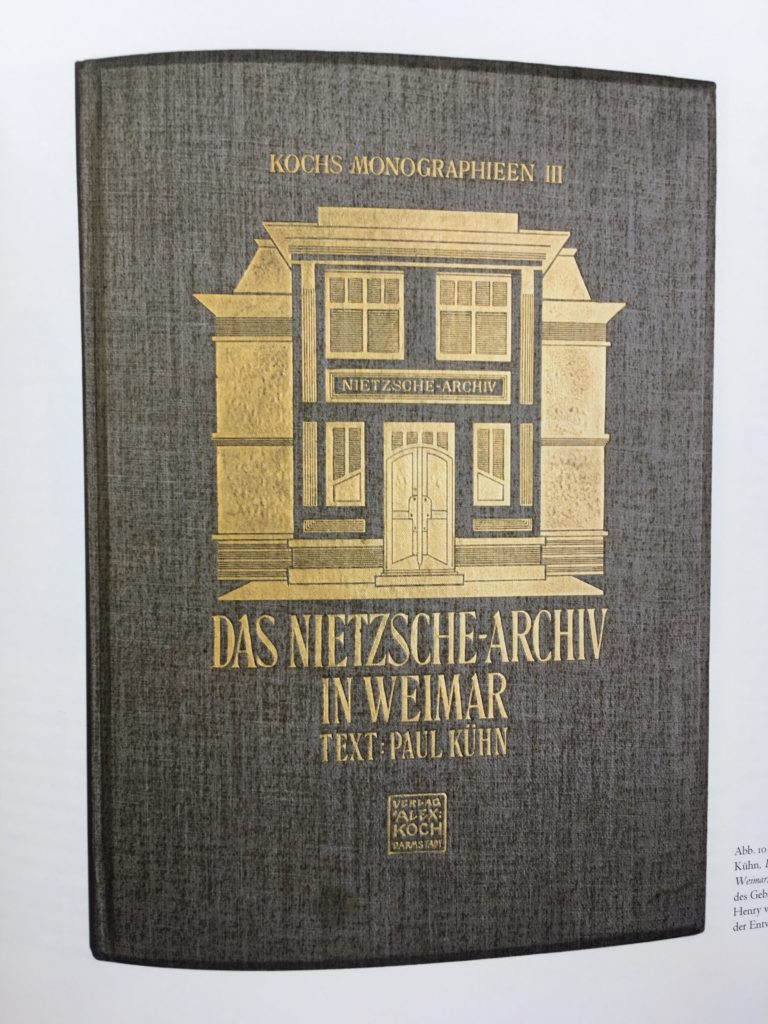 KOCHS MONOGRAPHIEEN III
NIETZSCHE-ARCHIV
DAS NIETZSCHE-ARCHIV
IN WEIMAR
TEXT: PAUL KÜHN
VERLAG
ALEX:
KOCH
DARMSTADT
Abb. 10
Kühn,
Weimar,
des Geb
Henry v
der Entw